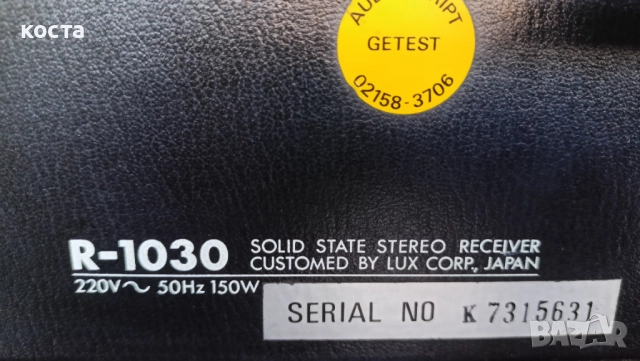 коста
GETEST
02158-3706
R-1030 SOLID STATE STEREO RECEIVER
CUSTOMED BY LUX CORP., JAPAN
220V~ 50Hz 150W
SERIAL NO K 7315631
BAZAR